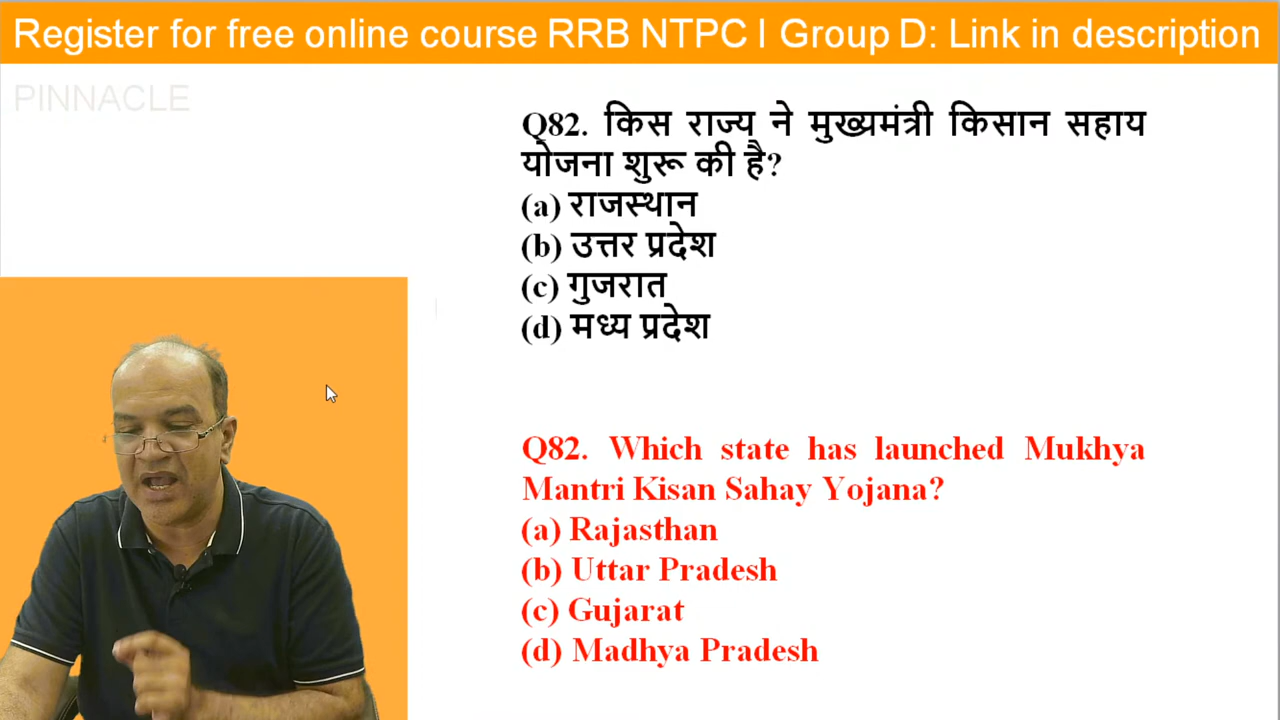 Register for free online course RRB NTPC I Group D: Link in description
PINNACLE
Q82. किस राज्य ने मुख्यमंत्री किसान सहाय
योजना शुरू की है?
(a) राजस्थान
(b) उत्तर प्रदेश
(c) गुजरात
(d) मध्य प्रदेश
Q82. Which state has launched Mukhya
Mantri Kisan Sahay Yojana?
(a) Rajasthan
(b) Uttar Pradesh
(c) Gujarat
(d) Madhya Pradesh